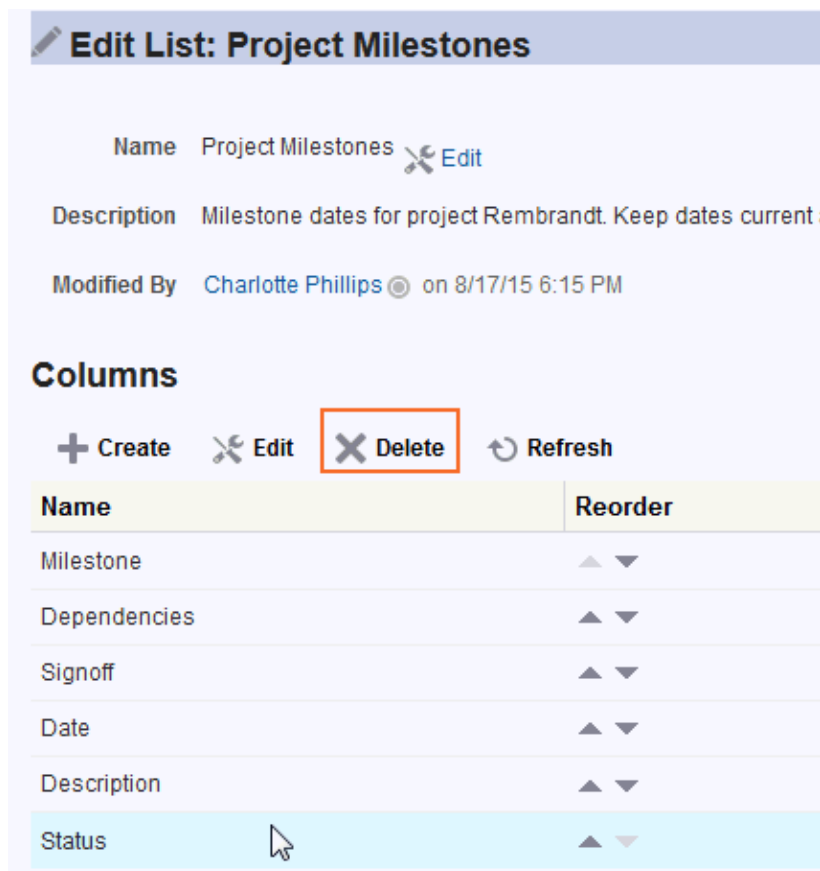 Edit List: Project Milestones
Name Project Milestones Edit
Description Milestone dates for project Rembrandt. Keep dates current
Modified By Charlotte Phillips on 8/17/15 6:15 PM
Columns
Create Edit Delete Refresh
Name Reorder
Milestone
Dependencies
Signoff
Date
Description
Status